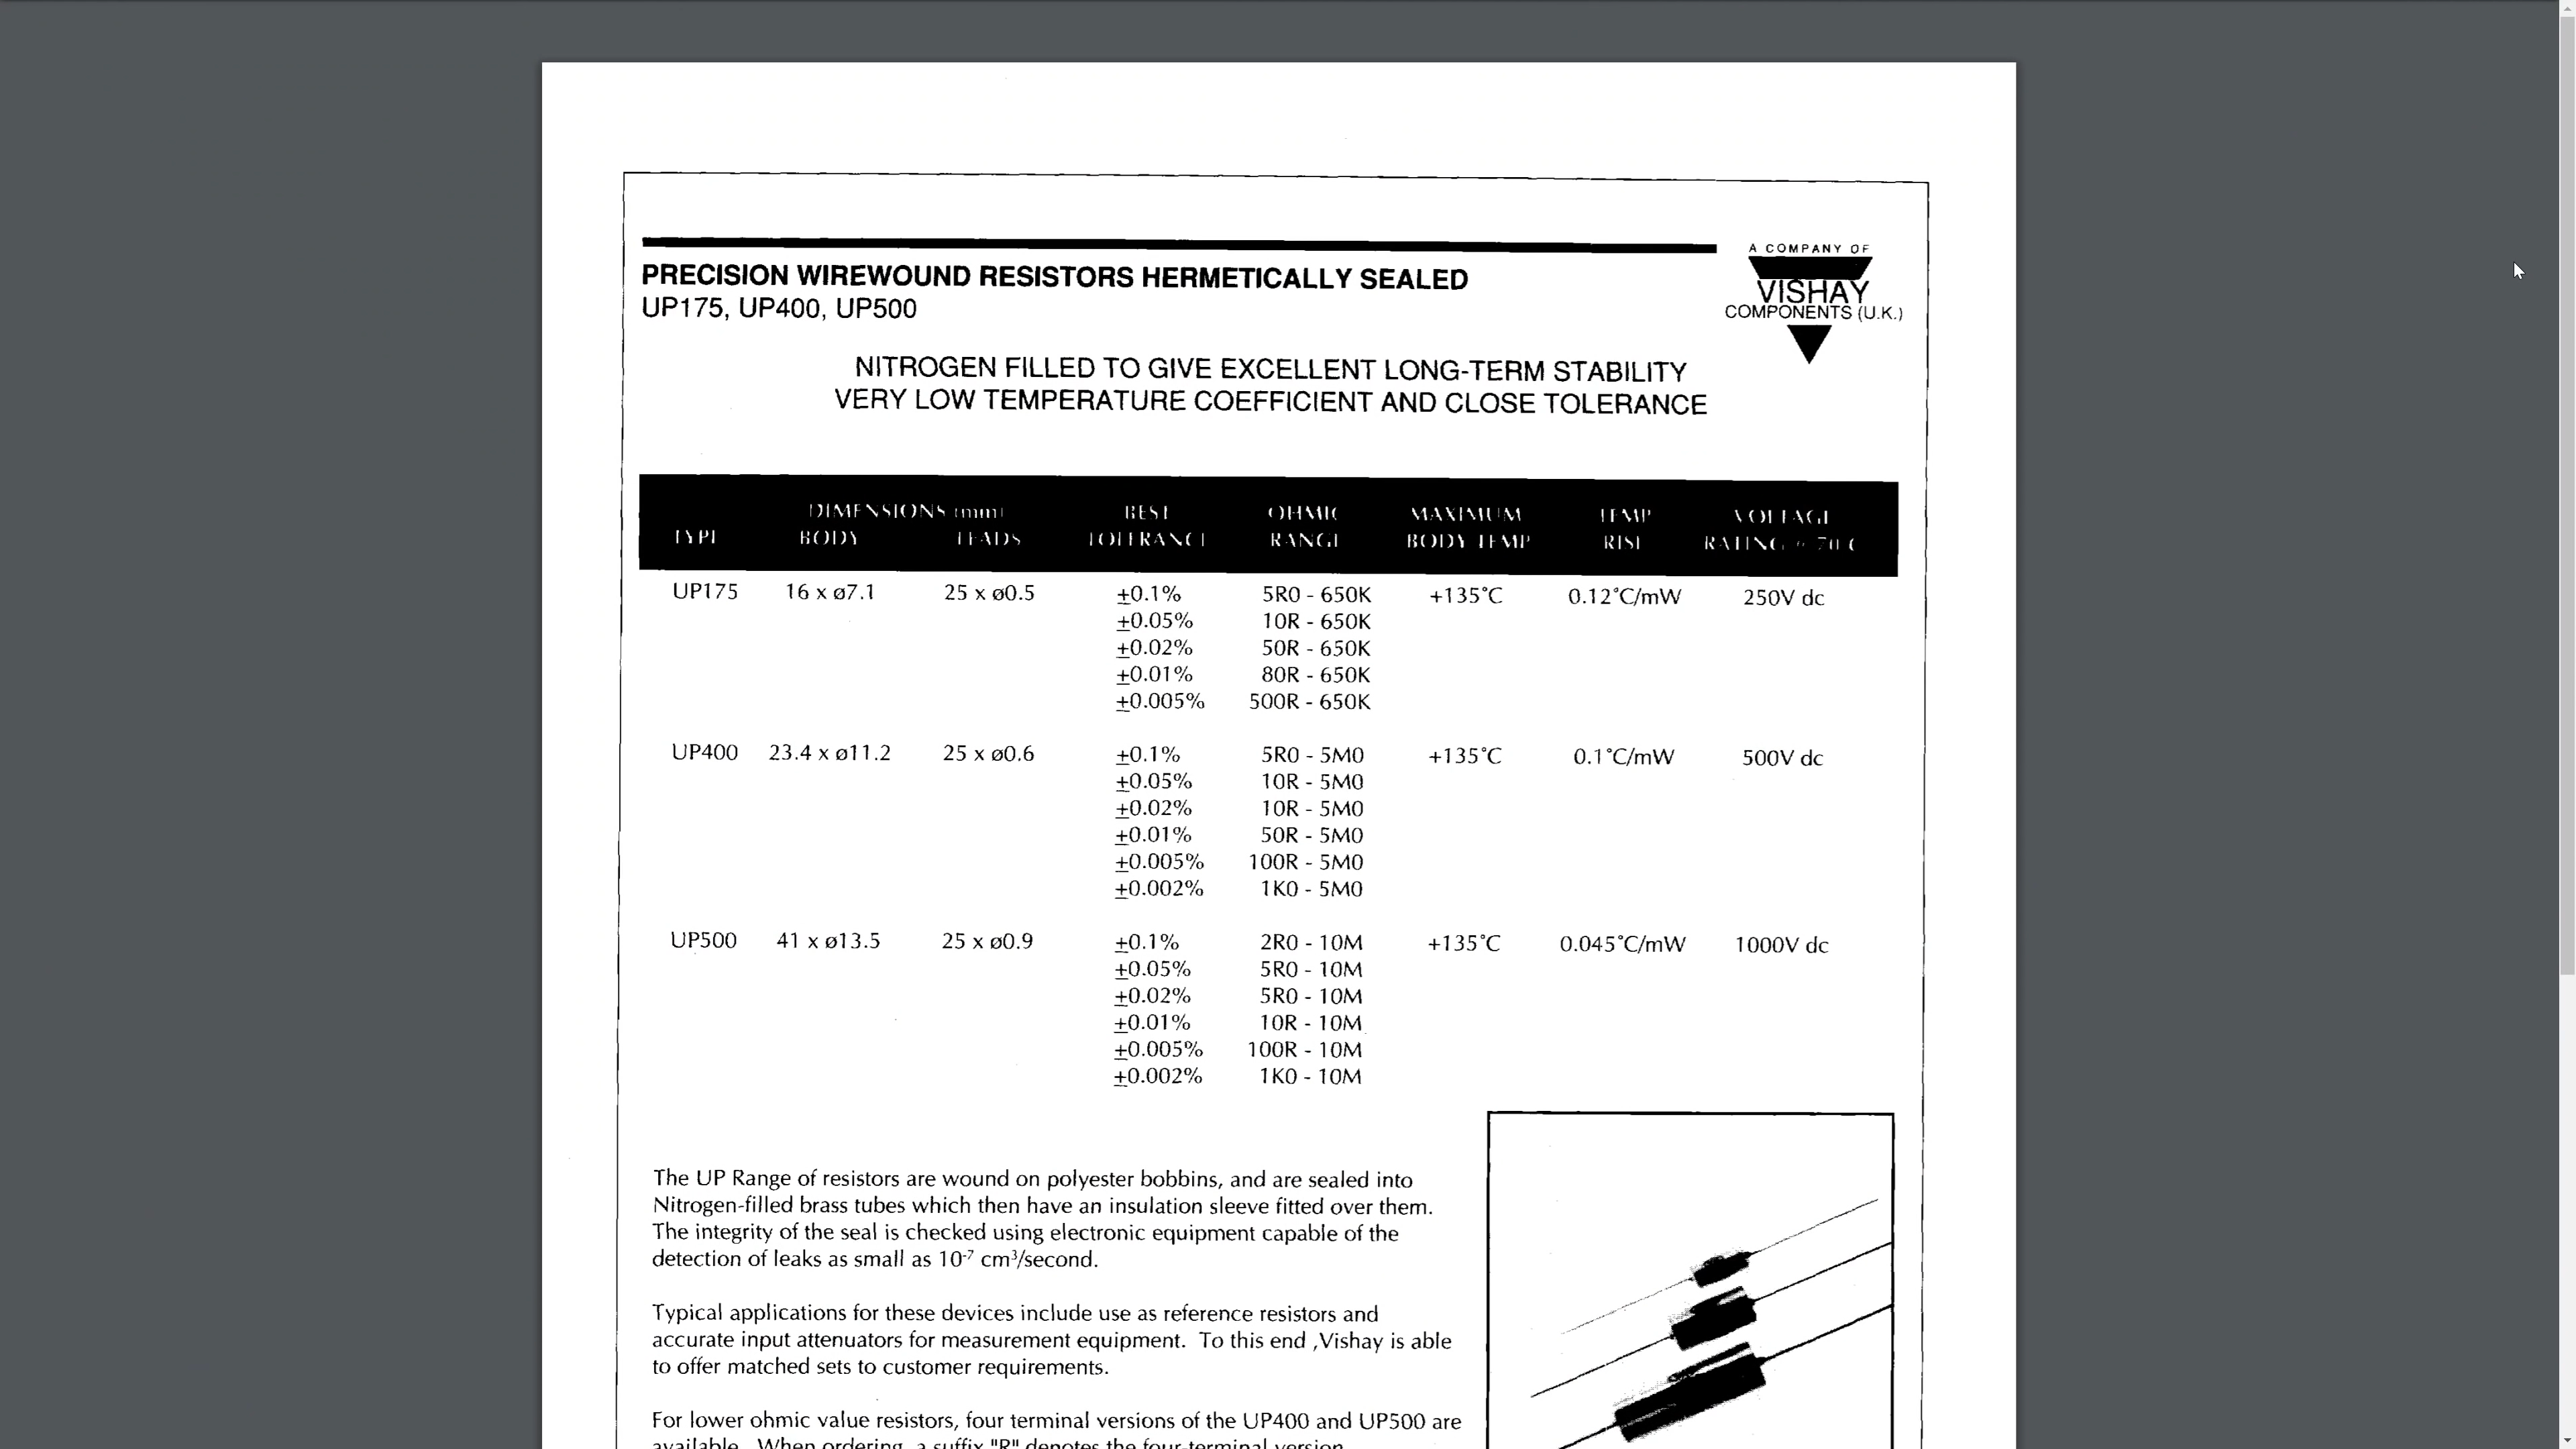 A COMPANY OF
VISHAY
COMPONENTS (U.K.)
PRECISION WIREWOUND RESISTORS HERMETICALLY SEALED
UP175, UP400, UP500
NITROGEN FILLED TO GIVE EXCELLENT LONG-TERM STABILITY
VERY LOW TEMPERATURE COEFFICIENT AND CLOSE TOLERANCE
DIMENSIONS (mm) BEST OHMIC MAXIMUM TEMP VOLTAGE
TYPE BODY LEADS TOLERANCE RANGE BODY TEMP RISE RATING @ 70°C
UP175 16 x ø7.1 25 x ø0.5 ±0.1% 5R0 - 650K +135°C 0.12°C/mW 250V dc
±0.05% 10R - 650K
±0.02% 50R - 650K
±0.01% 80R - 650K
±0.005% 500R - 650K
UP400 23.4 x ø11.2 25 x ø0.6 ±0.1% 5R0 - 5M0 +135°C 0.1°C/mW 500V dc
±0.05% 10R - 5M0
±0.02% 10R - 5M0
±0.01% 50R - 5M0
±0.005% 100R - 5M0
±0.002% 1K0 - 5M0
UP500 41 x ø13.5 25 x ø0.9 ±0.1% 2R0 - 10M +135°C 0.045°C/mW 1000V dc
±0.05% 5R0 - 10M
±0.02% 5R0 - 10M
±0.01% 10R - 10M
±0.005% 100R - 10M
±0.002% 1K0 - 10M
The UP Range of resistors are wound on polyester bobbins, and are sealed into
Nitrogen-filled brass tubes which then have an insulation sleeve fitted over them.
The integrity of the seal is checked using electronic equipment capable of the
detection of leaks as small as 10⁻⁷ cm³/second.
Typical applications for these devices include use as reference resistors and
accurate input attenuators for measurement equipment. To this end ,Vishay is able
to offer matched sets to customer requirements.
For lower ohmic value resistors, four terminal versions of the UP400 and UP500 are
available. When ordering, a suffix "R" denotes the four-terminal version.